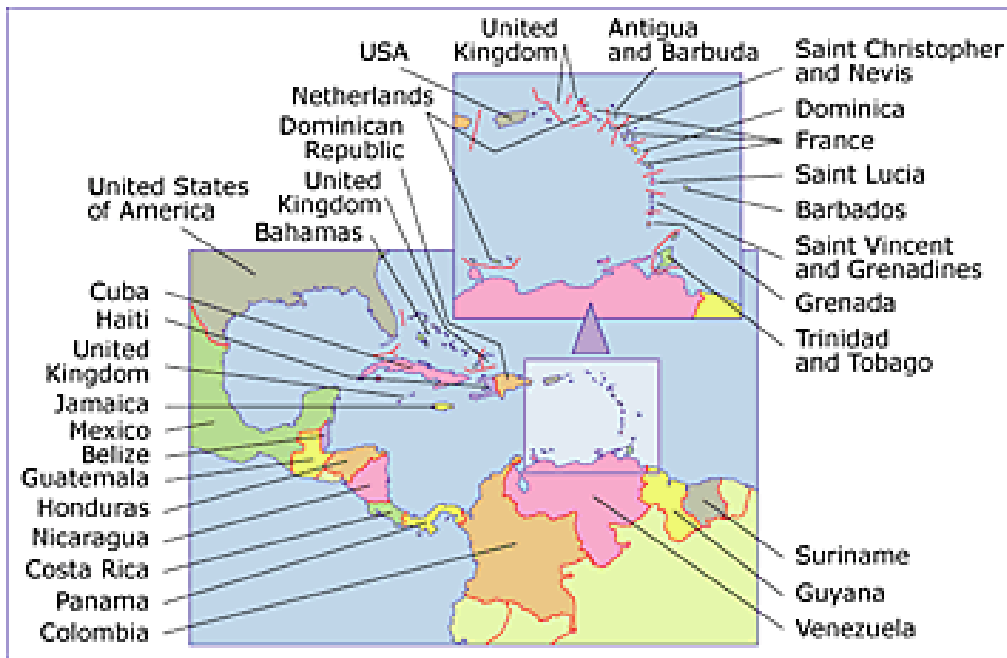 United
Kingdom
Antigua
and Barbuda
USA
Saint Christopher
and Nevis
Netherlands
Dominican
Republic
Dominica
France
United States
of America
United
Kingdom
Bahamas
Saint Lucia
Barbados
Saint Vincent
and Grenadines
Grenada
Trinidad
and Tobago
Cuba
Haiti
United
Kingdom
Jamaica
Mexico
Belize
Guatemala
Honduras
Nicaragua
Costa Rica
Panama
Colombia
Suriname
Guyana
Venezuela